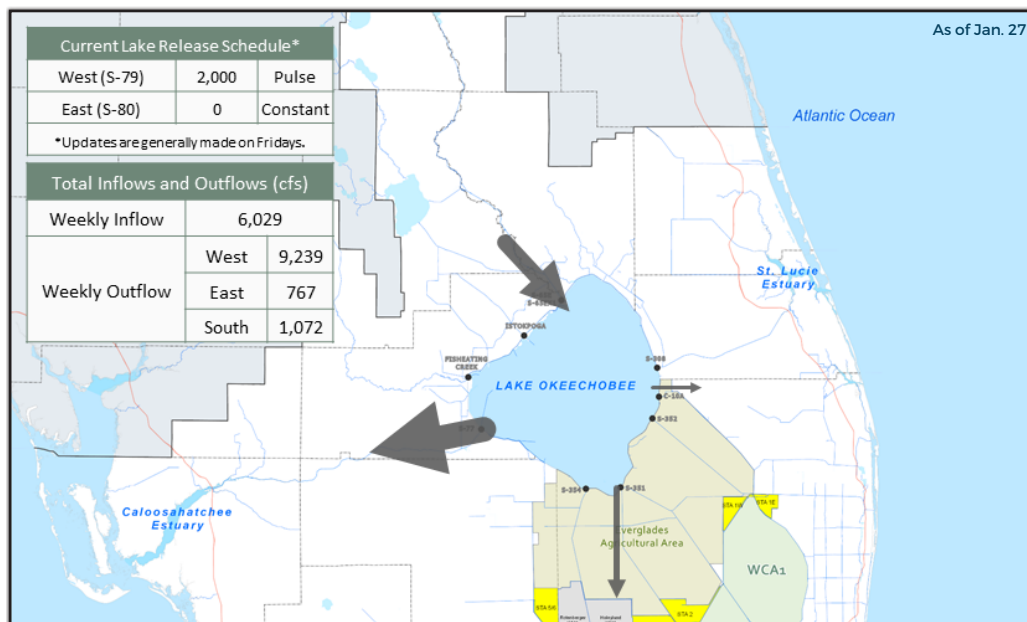 As of Jan. 27
Current Lake Release Schedule*
West (S-79) 2,000 Pulse
East (S-80) 0 Constant
*Updates are generally made on Fridays.
Total Inflows and Outflows (cfs)
Weekly Inflow 6,029
Weekly Outflow
West 9,239
East 767
South 1,072
Atlantic Ocean
St. Lucie
Estuary
ISTOKPOGA
FISHEATING
CREEK
S-308
LAKE OKEECHOBEE
C-10A
S-352
S-77
S-354
S-351
Caloosahatchee
Estuary
Everglades
Agricultural Area
STA 1W
STA 1E
WCA1
STA 5/6
STA 2